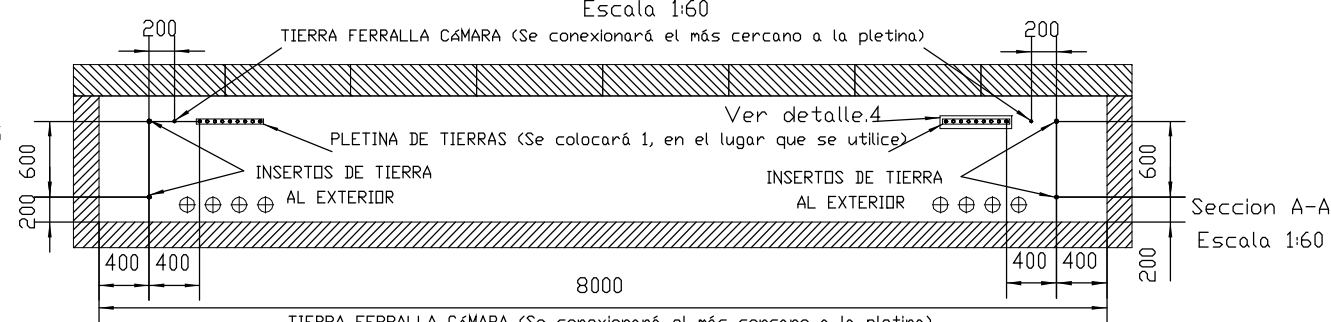 Escala 1:60
200
TIERRA FERRALLA CÁMARA (Se conexionará el más cercano a la pletina)
200
Ver detalle.4
PLETINA DE TIERRAS (Se colocará 1, en el lugar que se utilice)
600
INSERTOS DE TIERRA
AL EXTERIOR
INSERTOS DE TIERRA
AL EXTERIOR
600
200
Seccion A-A
Escala 1:60
400
400
400
400
200
8000
TIERRA FERRALLA CÁMARA (Se conexionará el más cercano a la pletina)